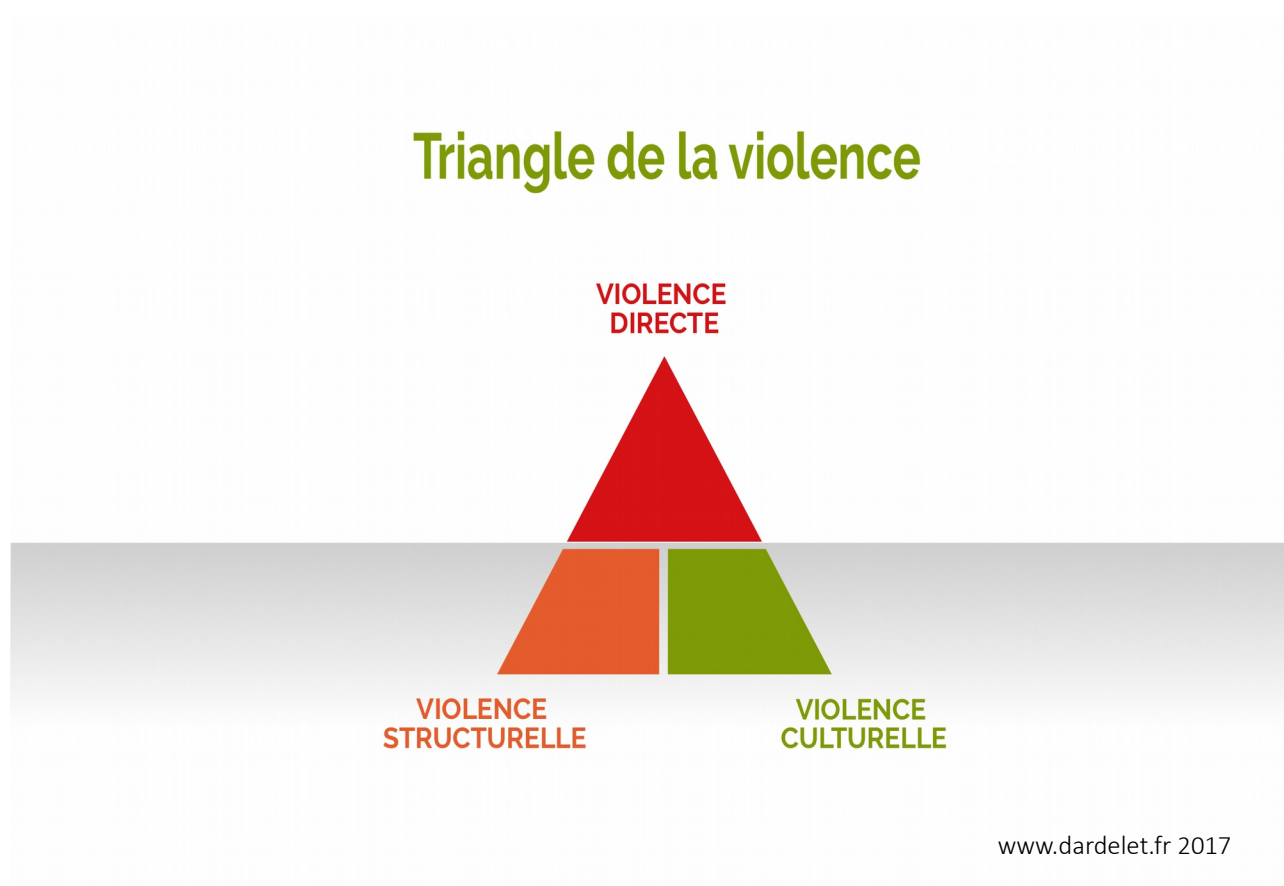 Triangle de la violence
VIOLENCE
DIRECTE
VIOLENCE
STRUCTURELLE
VIOLENCE
CULTURELLE
www.dardelet.fr 2017